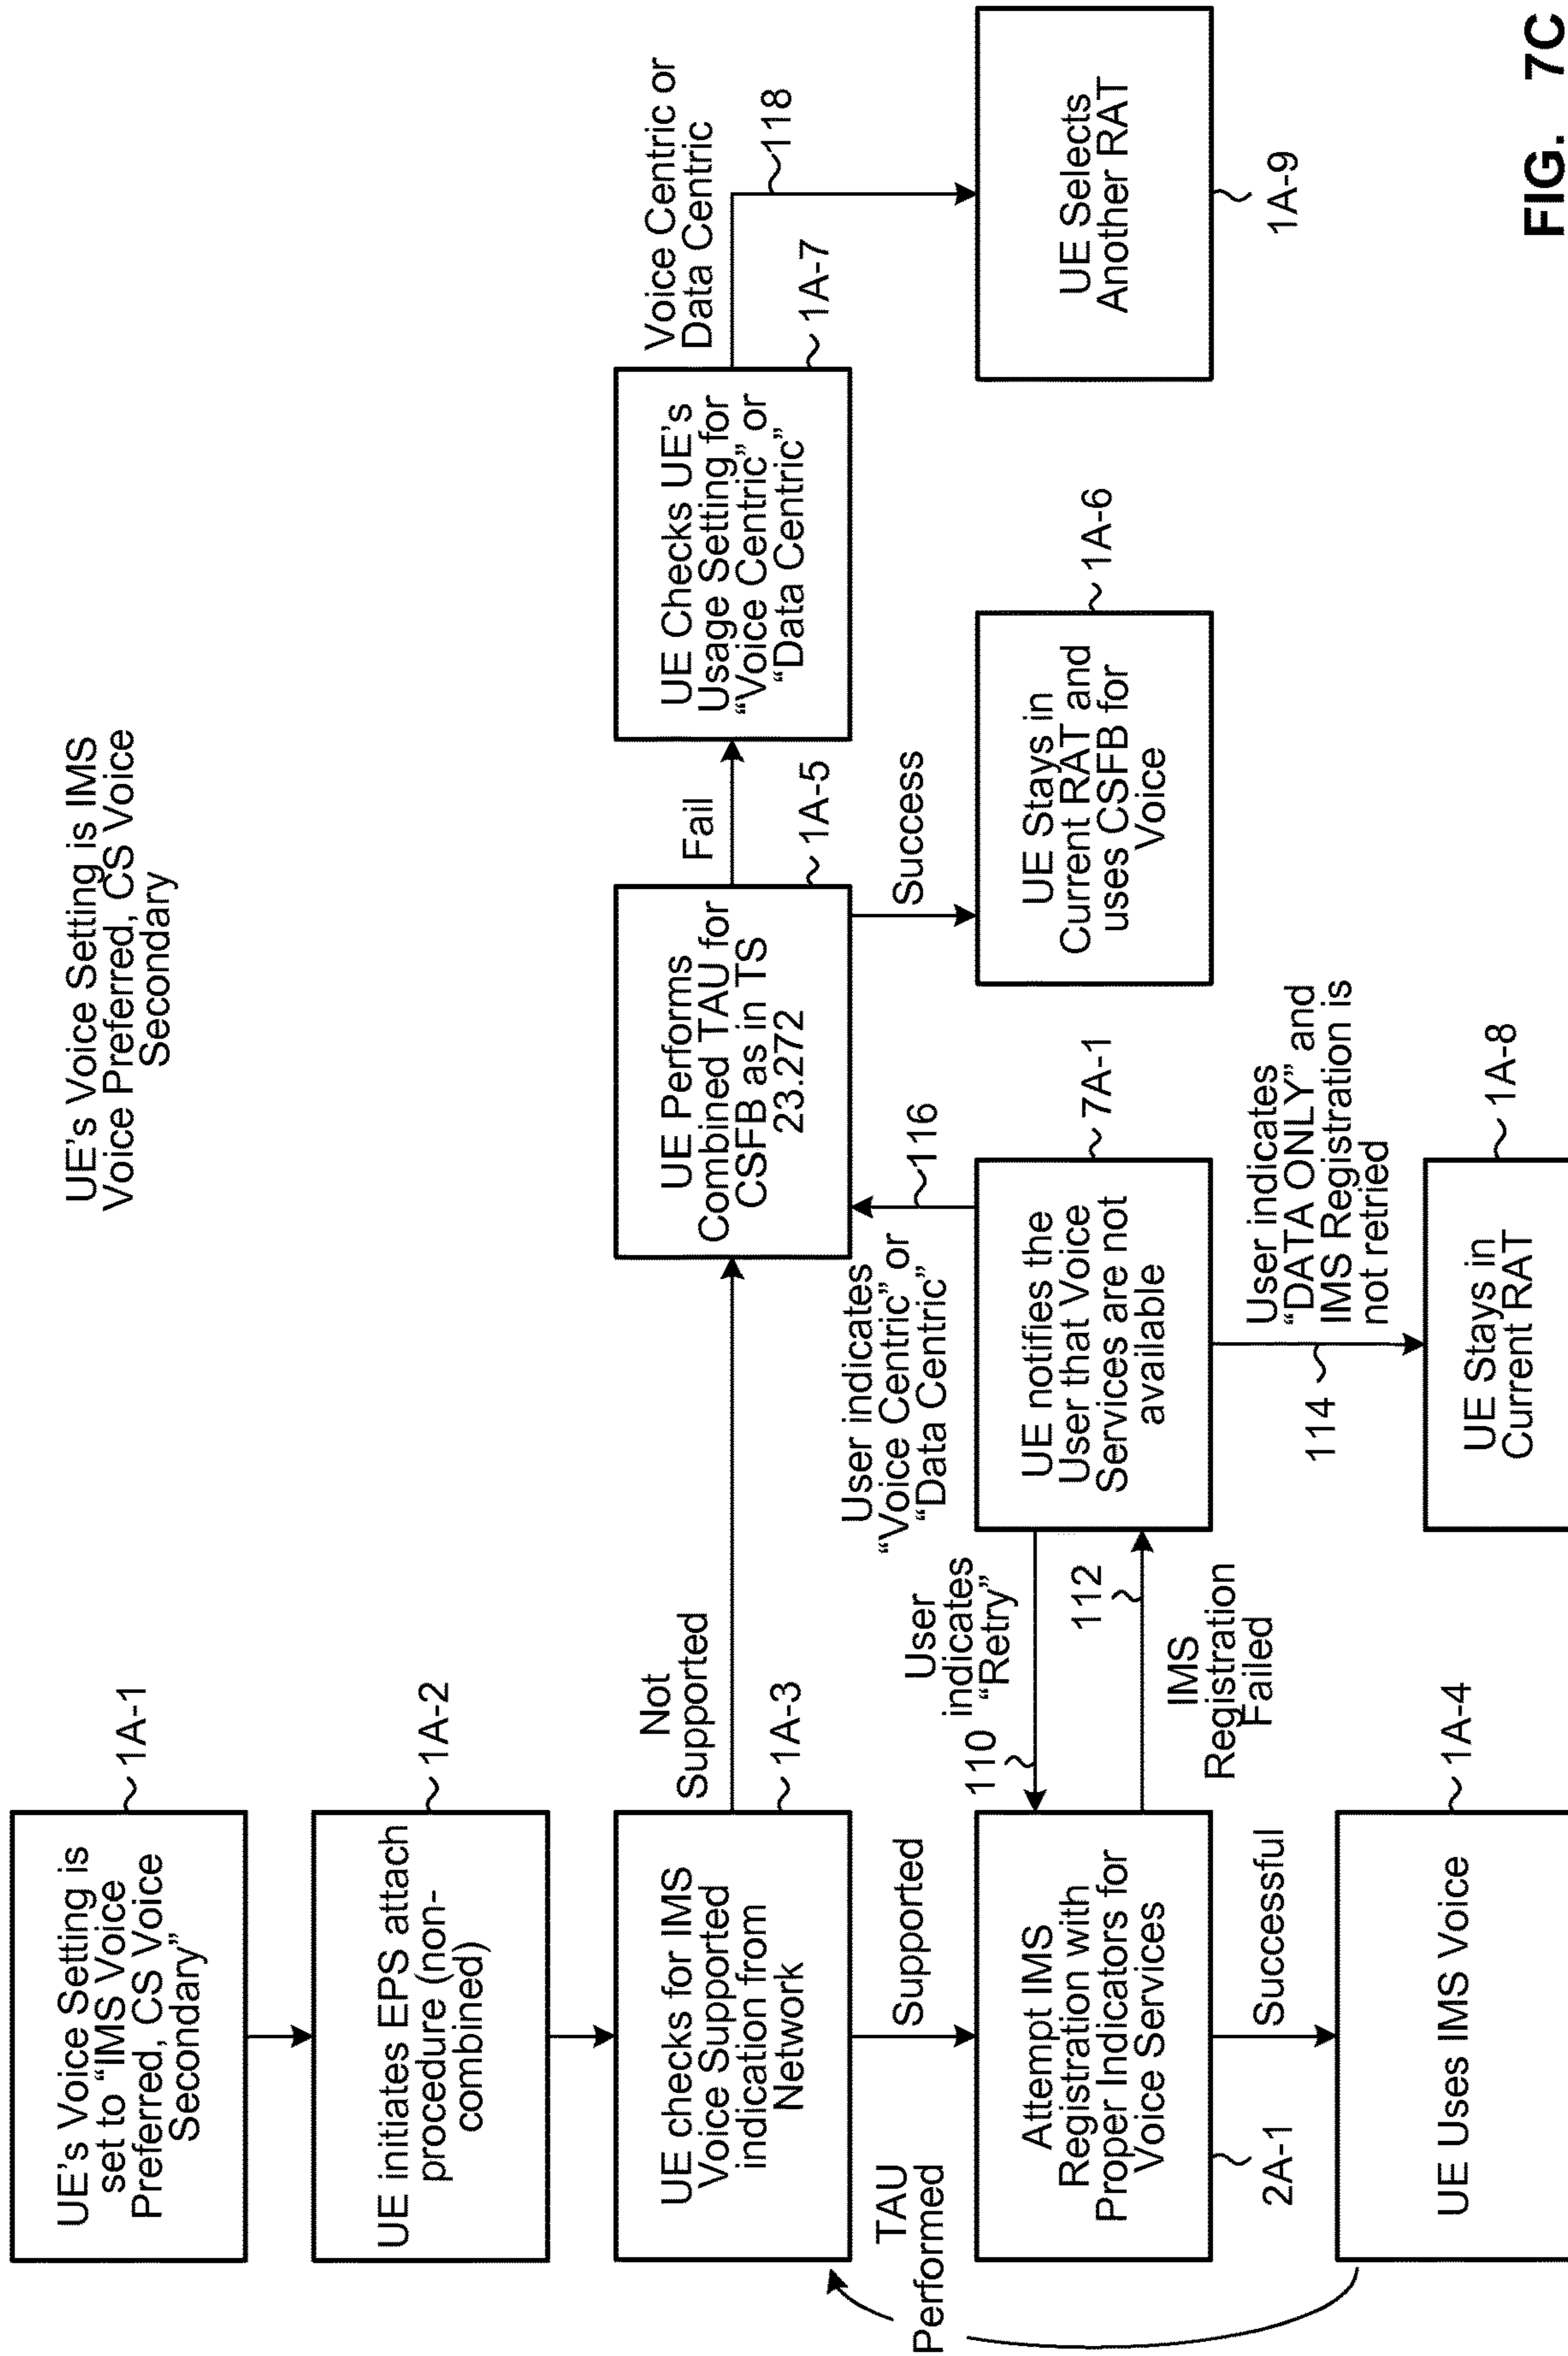 UE's Voice Setting is IMS
Voice Preferred, CS Voice
Secondary
UE's Voice Setting is
set to “IMS Voice
Preferred, CS Voice
Secondary”
1A-1
UE initiates EPS attach
procedure (non-
combined)
1A-2
UE checks for IMS
Voice Supported
indication from
Network
1A-3
Not
Supported
UE Performs
Combined TAU for
CSFB as in TS
23.272
1A-5
Fail
UE Checks UE's
Usage Setting for
“Voice Centric” or
“Data Centric”
1A-7
Voice Centric or
Data Centric
118
TAU
Performed
Supported
User
indicates
“Retry”
110
User indicates
“Voice Centric” or
“Data Centric”
116
Success
Attempt IMS
Registration with
Proper Indicators for
Voice Services
2A-1
112
IMS
Registration
Failed
UE notifies the
User that Voice
Services are not
available
7A-1
UE Stays in
Current RAT and
uses CSFB for
Voice
1A-6
UE Selects
Another RAT
1A-9
Successful
114
User indicates
“DATA ONLY” and
IMS Registration is
not retried
UE Uses IMS Voice
1A-4
UE Stays in
Current RAT
1A-8
FIG. 7C